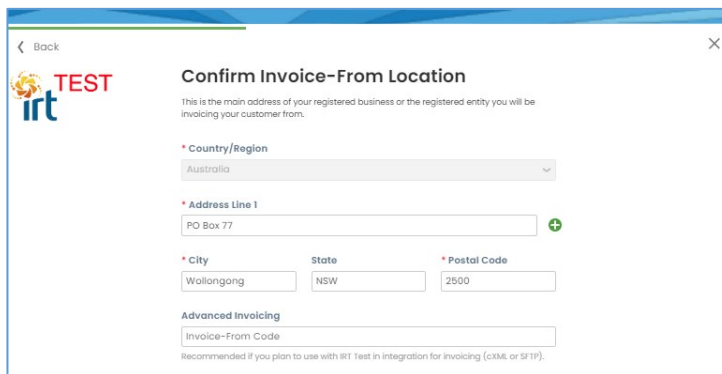 Back
irt TEST
Confirm Invoice-From Location
This is the main address of your registered business or the registered entity you will be
invoicing your customer from.
* Country/Region
Australia
* Address Line 1
PO Box 77
* City State * Postal Code
Wollongong NSW 2500
Advanced Invoicing
Invoice-From Code
Recommended if you plan to use with IRT Test in integration for invoicing (cXML or SFTP).